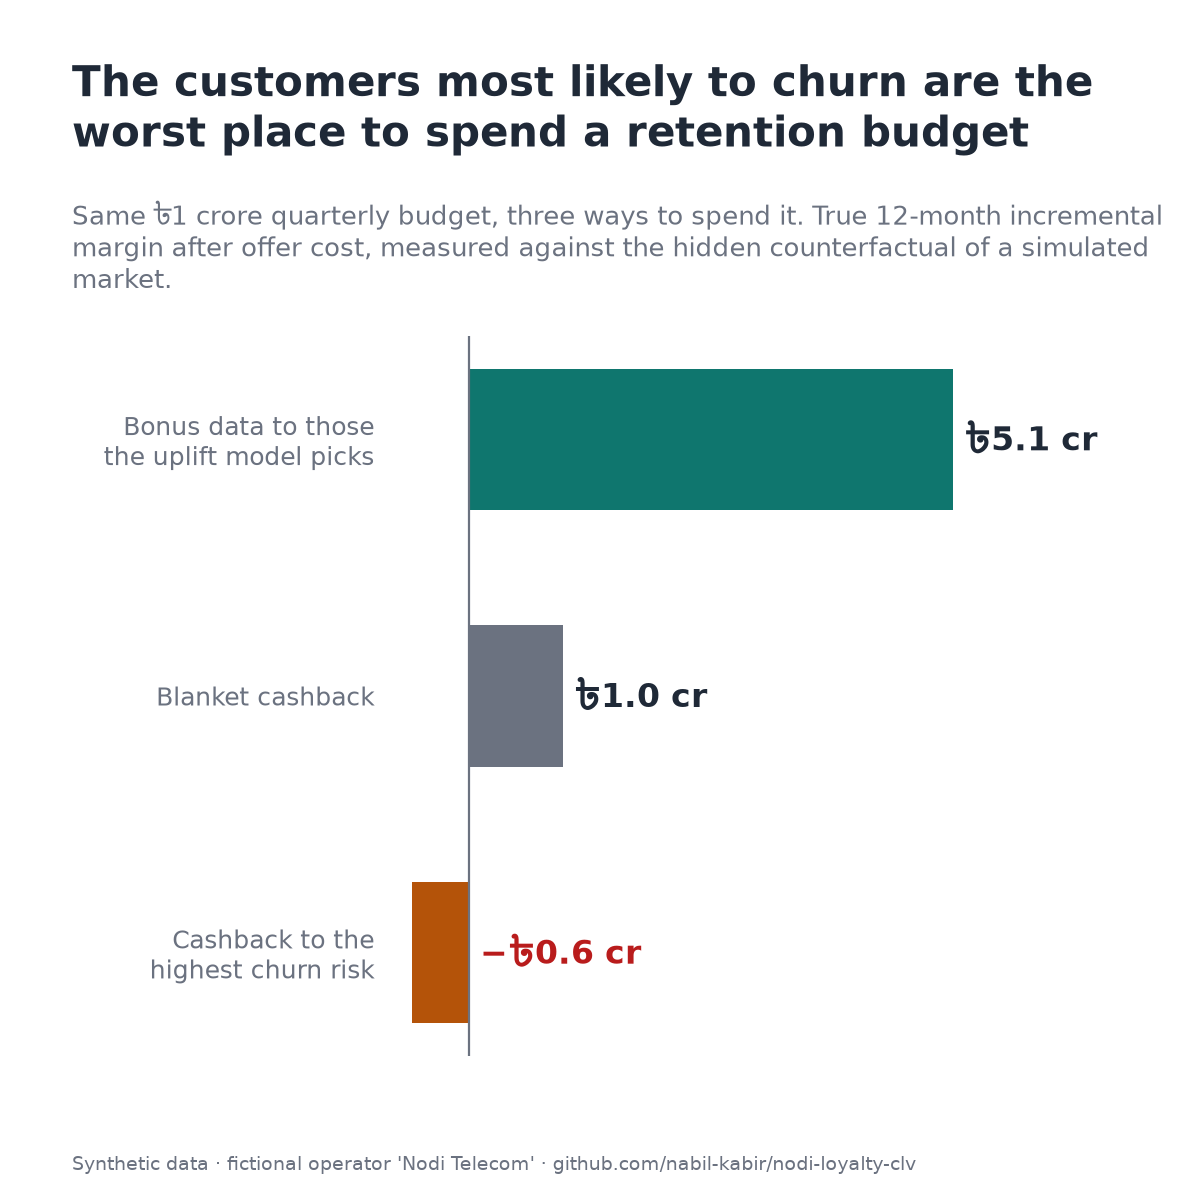 The customers most likely to churn are the
worst place to spend a retention budget
Same ৳1 crore quarterly budget, three ways to spend it. True 12-month incremental
margin after offer cost, measured against the hidden counterfactual of a simulated
market.
Bonus data to those
the uplift model picks
৳5.1 cr
Blanket cashback
৳1.0 cr
Cashback to the
highest churn risk
−৳0.6 cr
Synthetic data · fictional operator 'Nodi Telecom' · github.com/nabil-kabir/nodi-loyalty-clv